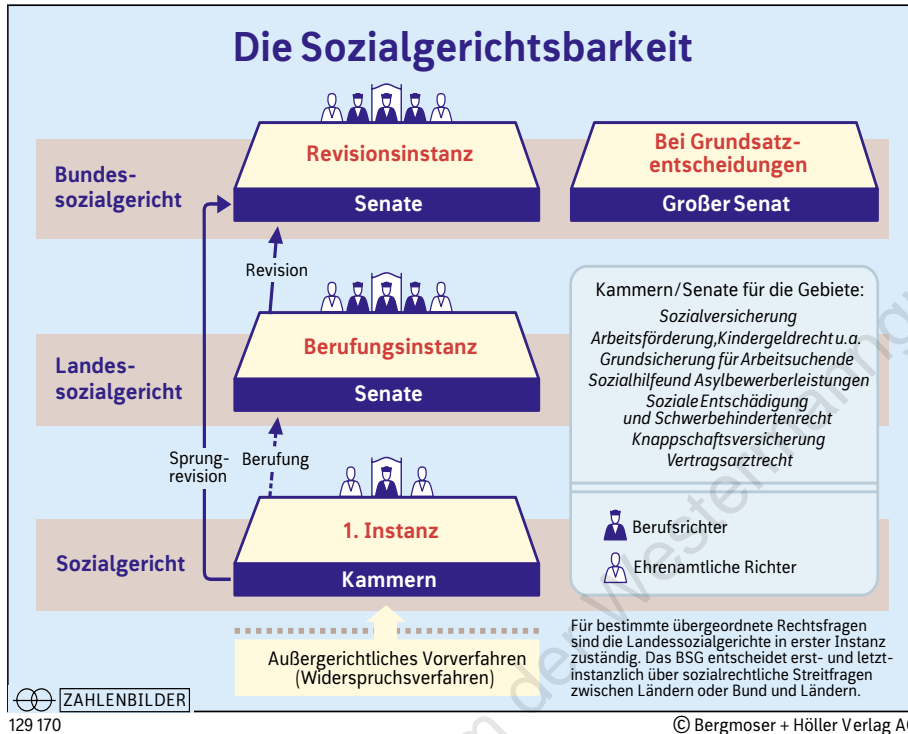 Die Sozialgerichtsbarkeit
Bundes-
sozialgericht
Revisionsinstanz
Senate
Bei Grundsatz-
entscheidungen
Großer Senat
Revision
Landes-
sozialgericht
Berufungsinstanz
Senate
Kammern/Senate für die Gebiete:
Sozialversicherung
Arbeitsförderung,Kindergeldrecht u.a.
Grundsicherung für Arbeitsuchende
Sozialhilfeund Asylbewerberleistungen
Soziale Entschädigung
und Schwerbehindertenrecht
Knappschaftsversicherung
Vertragsarztrecht
Berufsrichter
Ehrenamtliche Richter
Sprung-
revision
Berufung
Sozialgericht
1. Instanz
Kammern
Außergerichtliches Vorverfahren
(Widerspruchsverfahren)
Für bestimmte übergeordnete Rechtsfragen
sind die Landessozialgerichte in erster Instanz
zuständig. Das BSG entscheidet erst- und letzt-
instanzlich über sozialrechtliche Streitfragen
zwischen Ländern oder Bund und Ländern.
ZAHLENBILDER
129 170
© Bergmoser + Höller Verlag AG